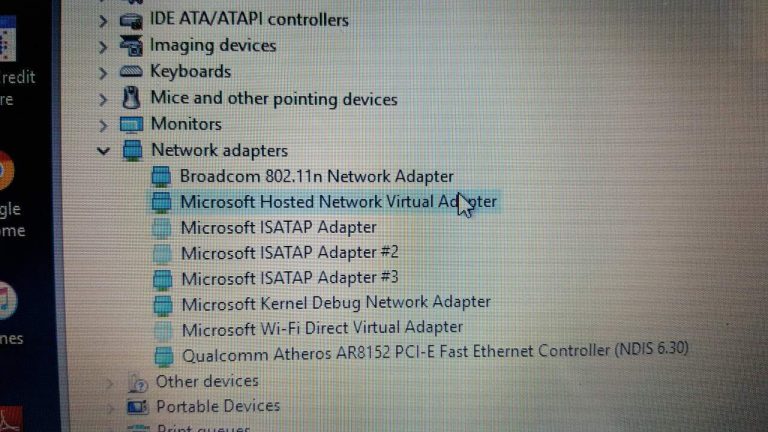 IDE ATA/ATAPI controllers
Imaging devices
Keyboards
Mice and other pointing devices
Monitors
Network adapters
Broadcom 802.11n Network Adapter
Microsoft Hosted Network Virtual Adapter
Microsoft ISATAP Adapter
Microsoft ISATAP Adapter #2
Microsoft ISATAP Adapter #3
Microsoft Kernel Debug Network Adapter
Microsoft Wi-Fi Direct Virtual Adapter
Qualcomm Atheros AR8152 PCI-E Fast Ethernet Controller (NDIS 6.30)
Other devices
Portable Devices
Print queues
redit
re
gle
me
nes